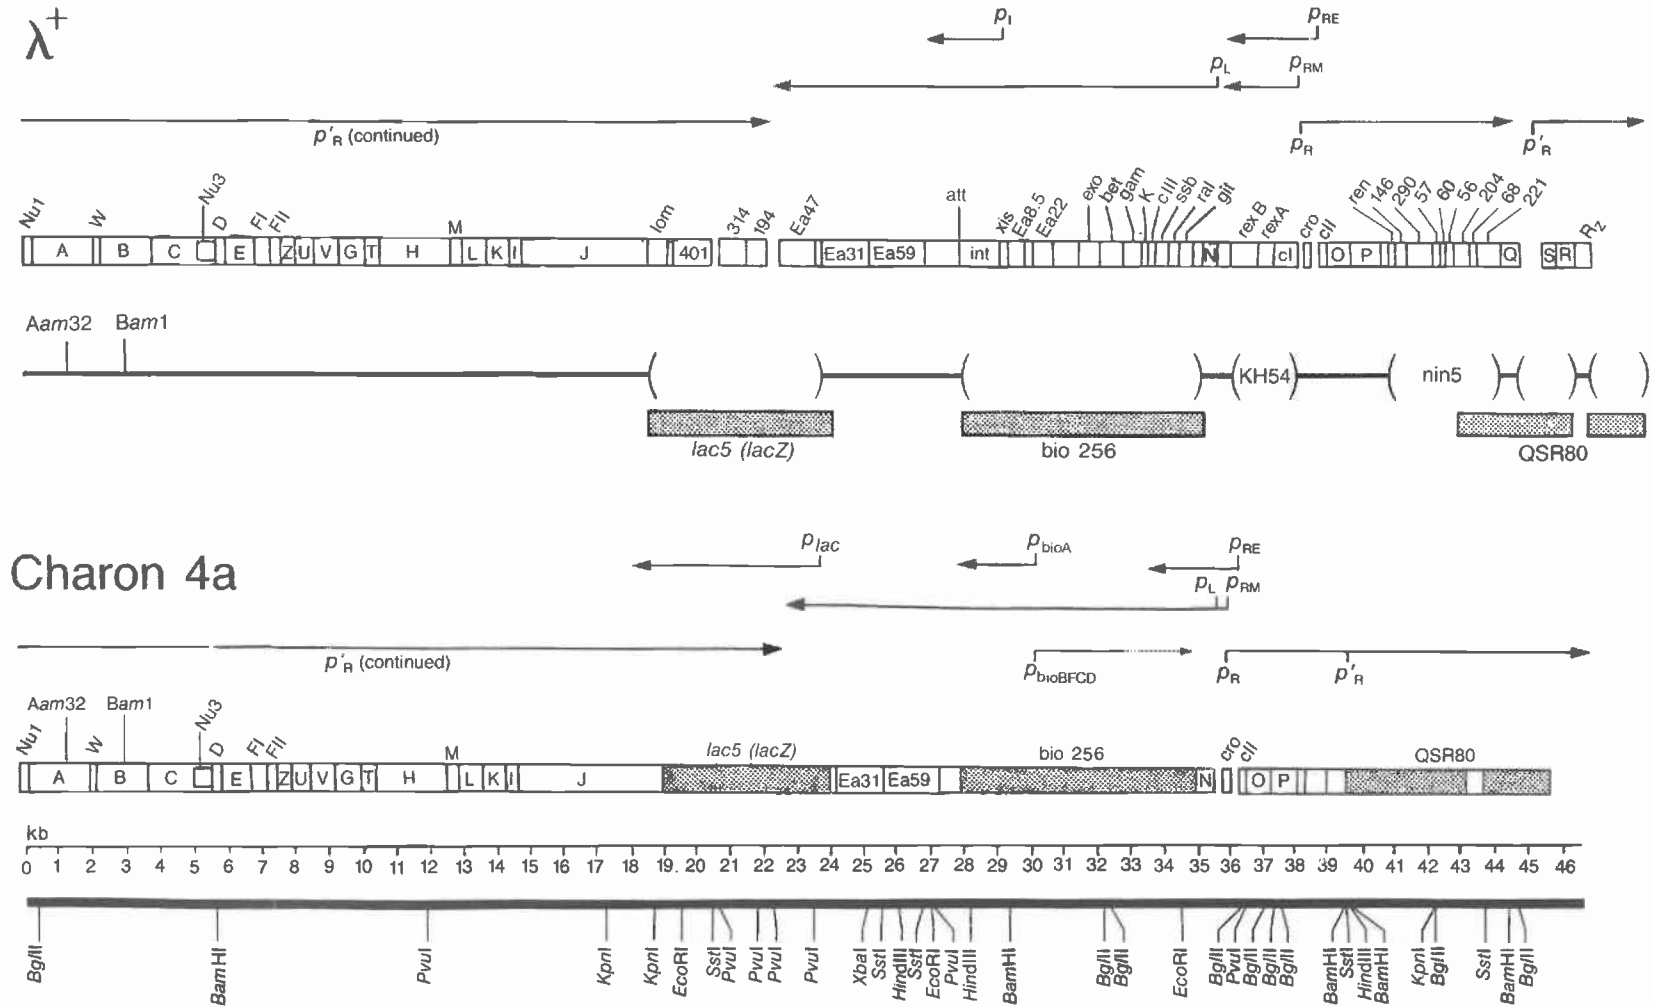 λ+
pI pRE
pL pRM
p'R (continued) pR p'R
Nu1 W Nu3 D FI FII M lom 314 194 Ea47 att xis Ea8.5 Ea22 exo bet gam K cIII ssb ral git rex B rexA cro cII ren 146 290 57 60 56 204 68 221 Rz
A B C E Z U V G T H L K I J 401 Ea31 Ea59 int N cI O P Q S R
Aam32 Bam1
KH54 nin5
lac5 (lacZ) bio 256 QSR80
Charon 4a
plac pbioA pRE
pL pRM
p'R (continued) pbioBFCD pR p'R
Aam32 Bam1
Nu1 W Nu3 D FI FII M lac5 (lacZ) bio 256 cro cII QSR80
A B C E Z U V G T H L K I J Ea31 Ea59 N O P
kb
0 1 2 3 4 5 6 7 8 9 10 11 12 13 14 15 16 17 18 19. 20 21 22 23 24 25 26 27 28 29 30 31 32 33 34 35 36 37 38 39 40 41 42 43 44 45 46
BglII BamHI PvuI KpnI KpnI EcoRI SstI PvuI PvuI PvuI PvuI XbaI SstI HindIII SstI EcoRI PvuI HindIII BamHI BglII BglII EcoRI BglII PvuI BglII BglII BglII BamHI SstI HindIII BamHI KpnI BglII SstI BamHI BglII